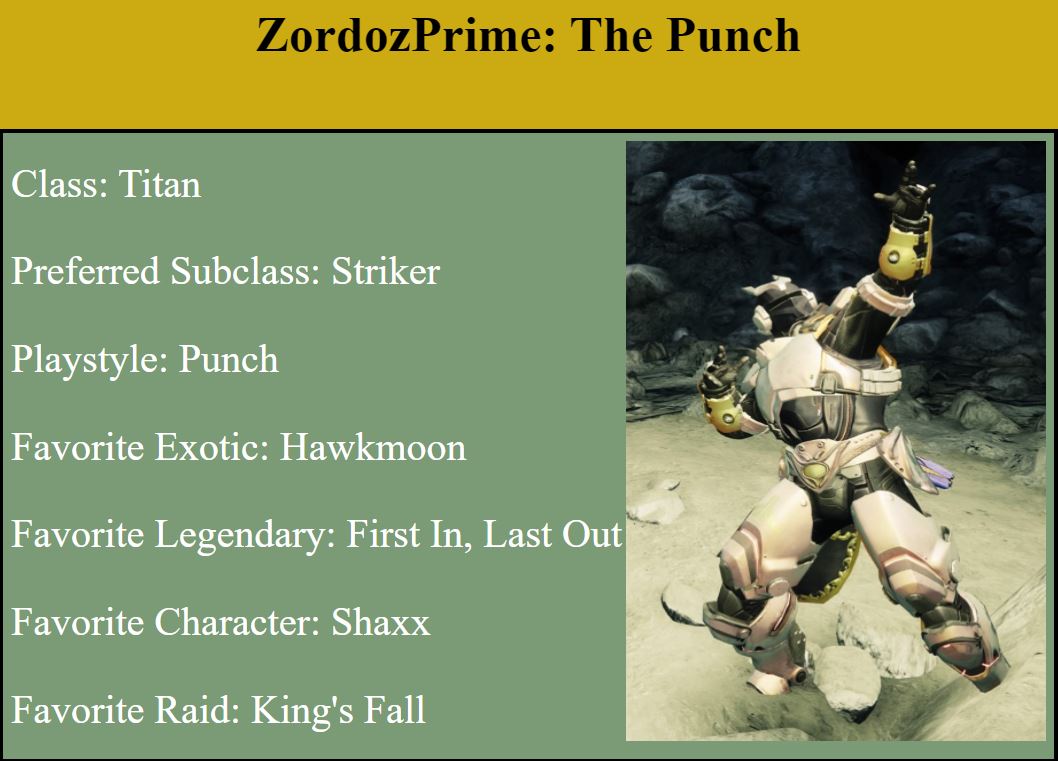 ZordozPrime: The Punch
Class: Titan
Preferred Subclass: Striker
Playstyle: Punch
Favorite Exotic: Hawkmoon
Favorite Legendary: First In, Last Out
Favorite Character: Shaxx
Favorite Raid: King's Fall